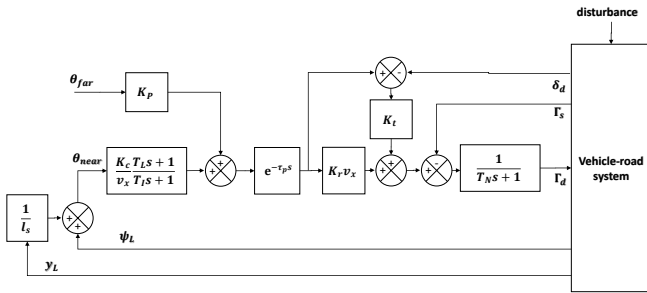 disturbance
θ_far
K_P
+ -
δ_d
K_t
Γ_s
θ_near
K_c/v_x T_L s + 1/T_I s + 1
+ +
e^{-τ_p s}
K_r v_x
+ +
+ -
1/T_N s + 1
Γ_d
Vehicle-road
system
1/l_s
+ +
ψ_L
y_L